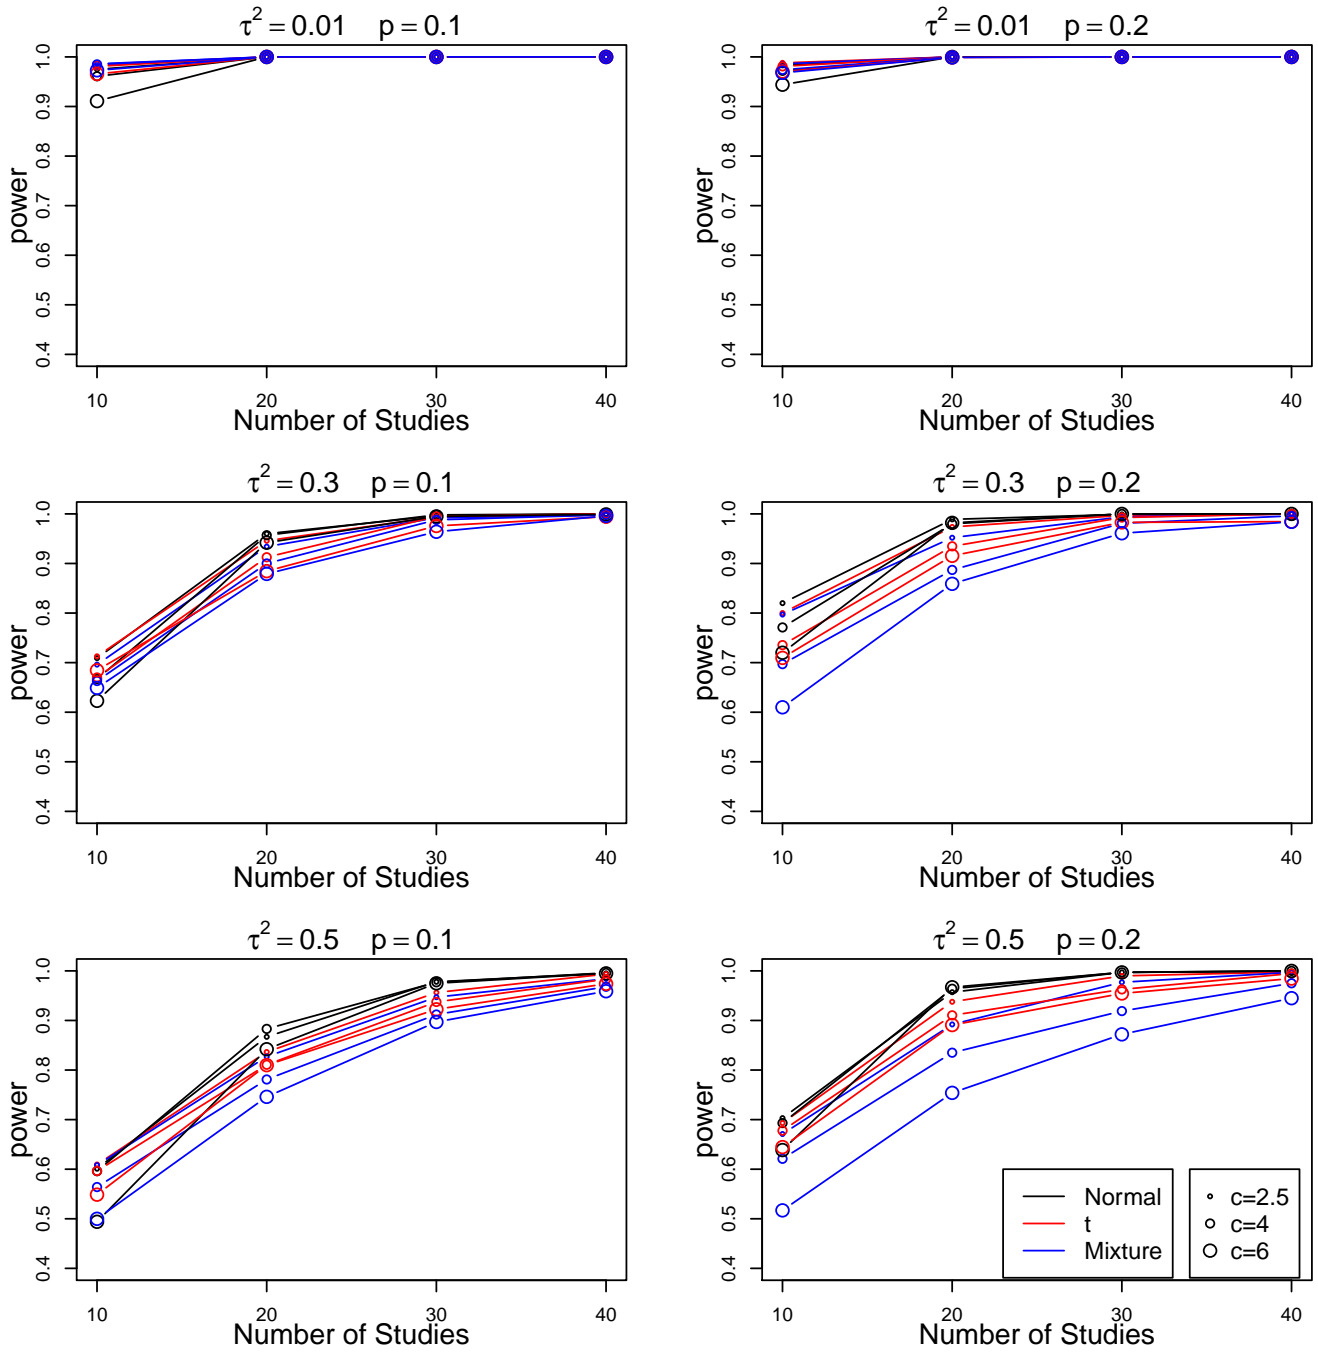 τ² = 0.01 p = 0.1
power
1.0
0.9
0.8
0.7
0.6
0.5
0.4
10 20 30 40
Number of Studies
τ² = 0.01 p = 0.2
power
1.0
0.9
0.8
0.7
0.6
0.5
0.4
10 20 30 40
Number of Studies
τ² = 0.3 p = 0.1
power
1.0
0.9
0.8
0.7
0.6
0.5
0.4
10 20 30 40
Number of Studies
τ² = 0.3 p = 0.2
power
1.0
0.9
0.8
0.7
0.6
0.5
0.4
10 20 30 40
Number of Studies
τ² = 0.5 p = 0.1
power
1.0
0.9
0.8
0.7
0.6
0.5
0.4
10 20 30 40
Number of Studies
τ² = 0.5 p = 0.2
power
1.0
0.9
0.8
0.7
0.6
0.5
0.4
Normal
t
Mixture
c=2.5
c=4
c=6
10 20 30 40
Number of Studies